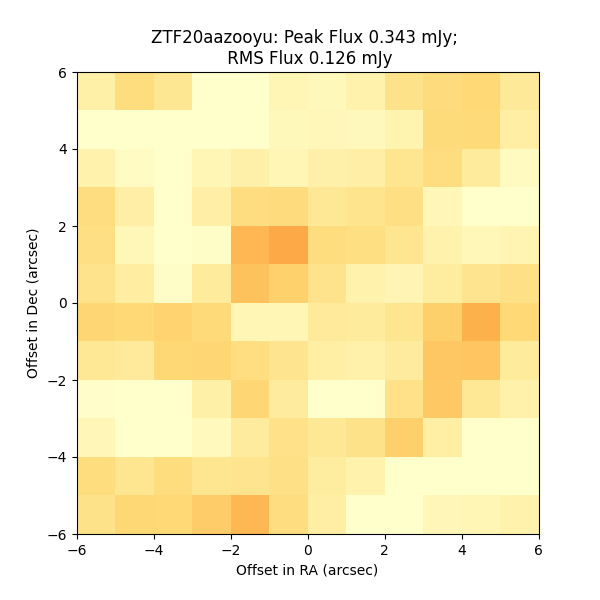 ZTF20aazooyu: Peak Flux 0.343 mJy;
RMS Flux 0.126 mJy
6
4
2
0
−2
−4
−6
Offset in Dec (arcsec)
−6 −4 −2 0 2 4 6
Offset in RA (arcsec)